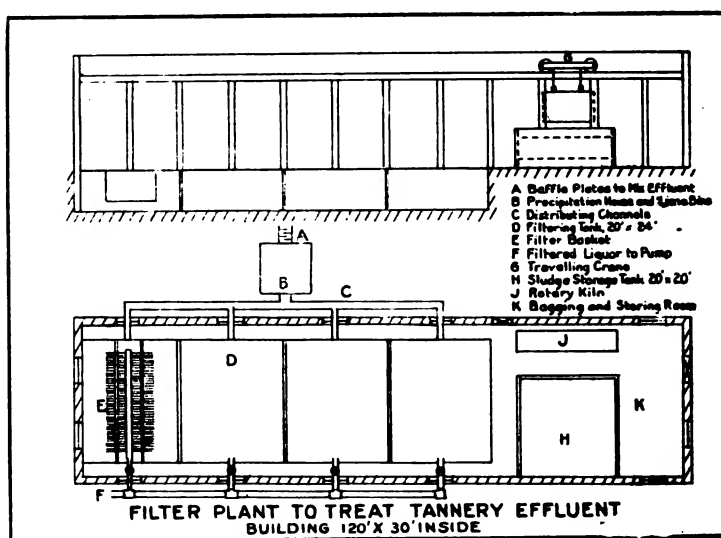 G
A Baffle Plates to Mix Effluent
B Precipitation House and
C Distributing Channels
D Filtering Tank, 20' x 24'
E Filter Basket
F Filtered Liquor to Pump
G Travelling Crane
H Sludge Storage Tank 20' x 20'
J Rotary Kiln
K Bagging and Storing Room
A
B
C
D
J
E
K
H
F
FILTER PLANT TO TREAT TANNERY EFFLUENT
BUILDING 120' X 30' INSIDE